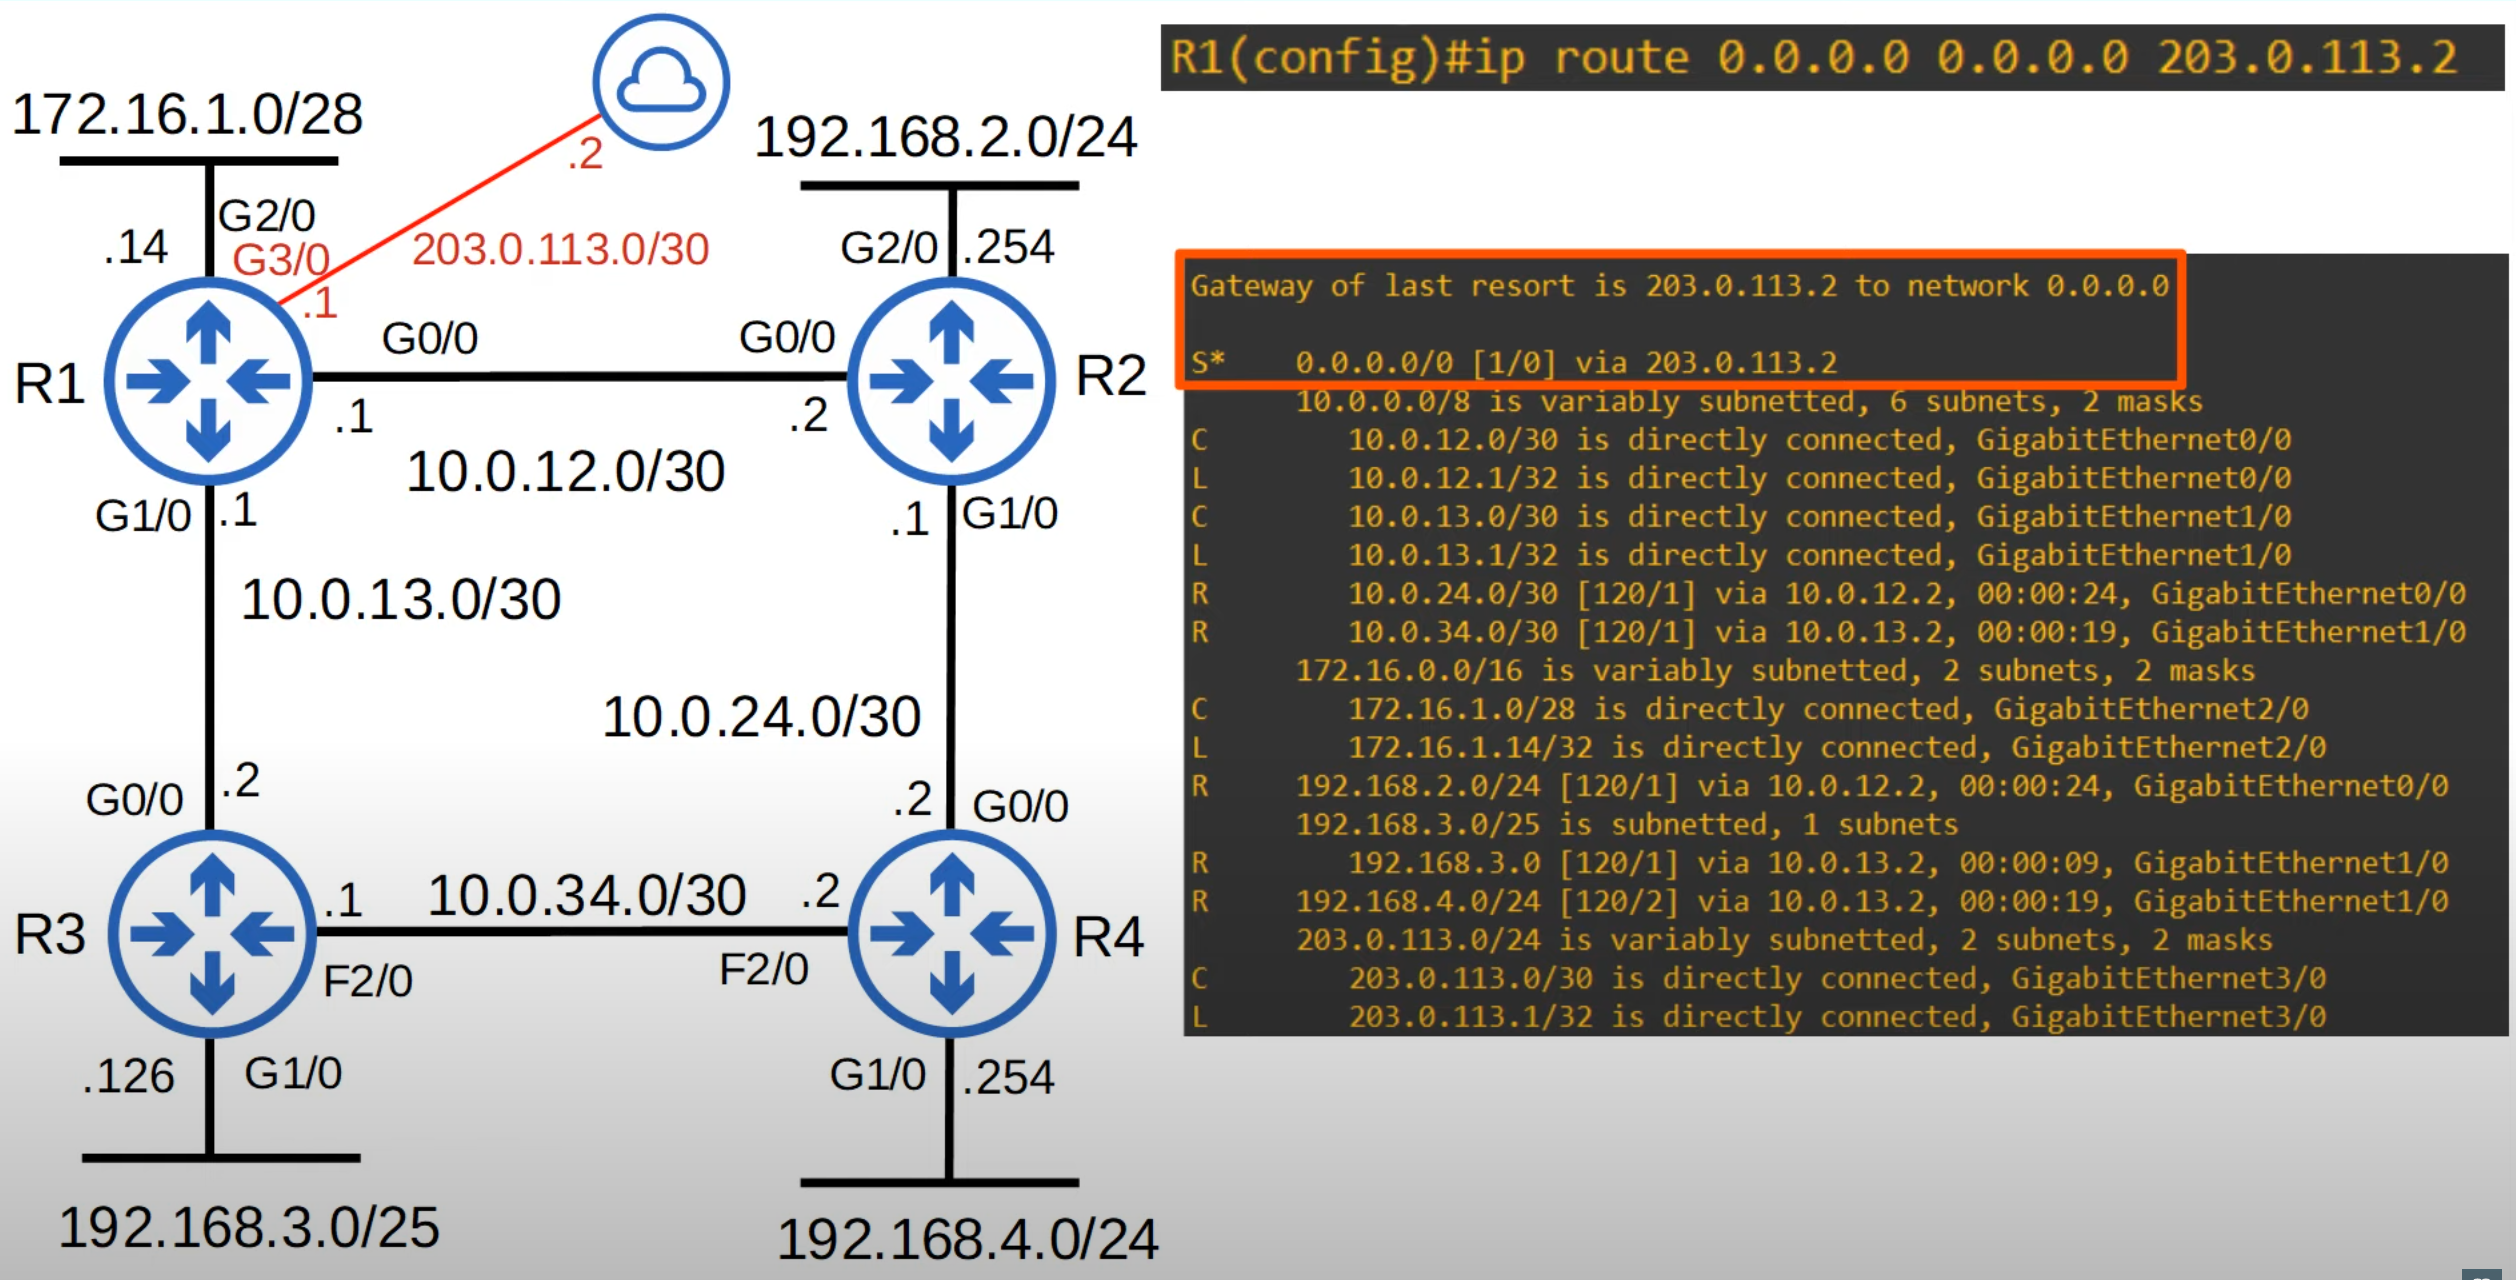 172.16.1.0/28
.2
192.168.2.0/24
G2/0
.14
G3/0
203.0.113.0/30
G2/0
.254
.1
G0/0
G0/0
R1
R2
.1
.2
10.0.12.0/30
G1/0
.1
.1
G1/0
10.0.13.0/30
10.0.24.0/30
G0/0
.2
.2
G0/0
R3
.1
10.0.34.0/30
.2
R4
F2/0
F2/0
.126
G1/0
G1/0
.254
192.168.3.0/25
192.168.4.0/24
R1(config)#ip route 0.0.0.0 0.0.0.0 203.0.113.2
Gateway of last resort is 203.0.113.2 to network 0.0.0.0
S* 0.0.0.0/0 [1/0] via 203.0.113.2
10.0.0.0/8 is variably subnetted, 6 subnets, 2 masks
C 10.0.12.0/30 is directly connected, GigabitEthernet0/0
L 10.0.12.1/32 is directly connected, GigabitEthernet0/0
C 10.0.13.0/30 is directly connected, GigabitEthernet1/0
L 10.0.13.1/32 is directly connected, GigabitEthernet1/0
R 10.0.24.0/30 [120/1] via 10.0.12.2, 00:00:24, GigabitEthernet0/0
R 10.0.34.0/30 [120/1] via 10.0.13.2, 00:00:19, GigabitEthernet1/0
172.16.0.0/16 is variably subnetted, 2 subnets, 2 masks
C 172.16.1.0/28 is directly connected, GigabitEthernet2/0
L 172.16.1.14/32 is directly connected, GigabitEthernet2/0
R 192.168.2.0/24 [120/1] via 10.0.12.2, 00:00:24, GigabitEthernet0/0
192.168.3.0/25 is subnetted, 1 subnets
R 192.168.3.0 [120/1] via 10.0.13.2, 00:00:09, GigabitEthernet1/0
R 192.168.4.0/24 [120/2] via 10.0.13.2, 00:00:19, GigabitEthernet1/0
203.0.113.0/24 is variably subnetted, 2 subnets, 2 masks
C 203.0.113.0/30 is directly connected, GigabitEthernet3/0
L 203.0.113.1/32 is directly connected, GigabitEthernet3/0